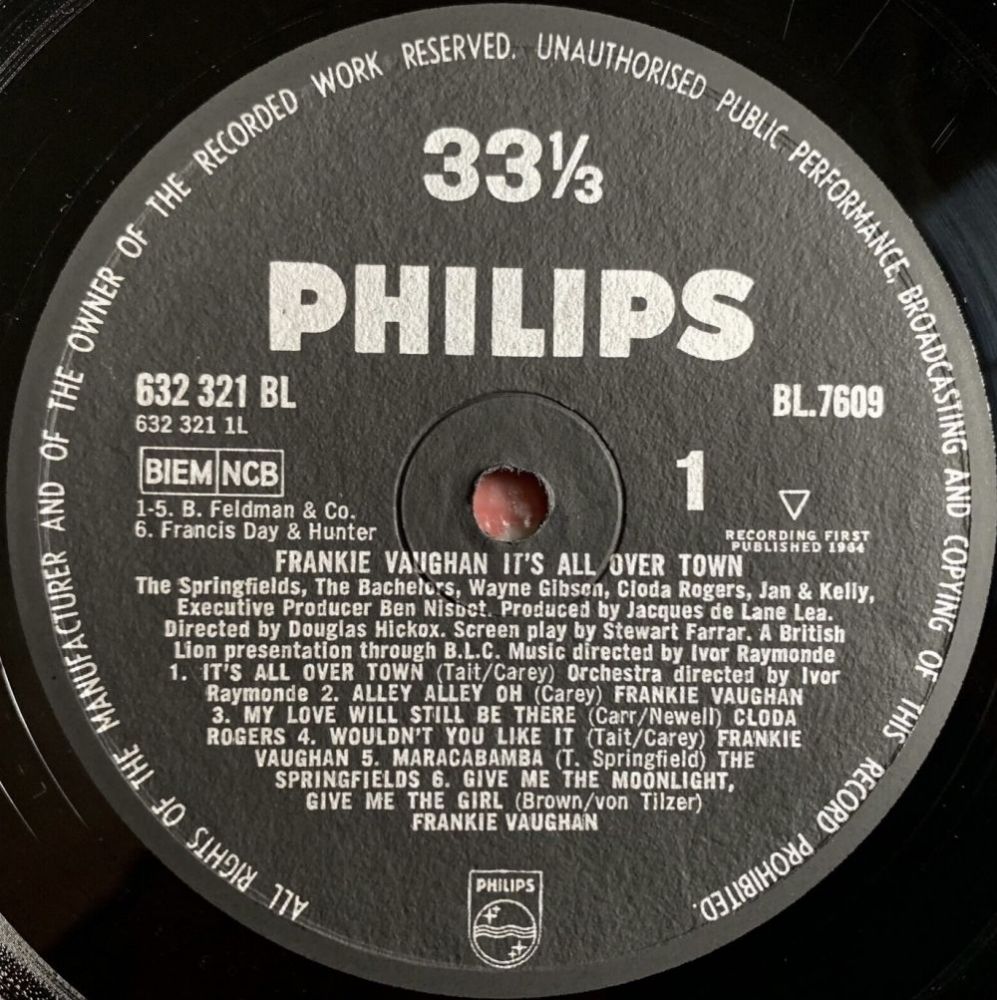 ALL RIGHTS OF THE MANUFACTURER AND OF THE OWNER OF THE RECORDED WORK RESERVED. UNAUTHORISED PUBLIC PERFORMANCE, BROADCASTING AND COPYING OF THIS RECORD PROHIBITED.
33⅓
PHILIPS
632 321 BL
632 321 1L
BL.7609
BIEM NCB
1
1-5. B. Feldman & Co.
6. Francis Day & Hunter
RECORDING FIRST
PUBLISHED 1964
FRANKIE VAUGHAN IT'S ALL OVER TOWN
The Springfields, The Bachelors, Wayne Gibson, Cloda Rogers, Jan & Kelly,
Executive Producer Ben Nisbet. Produced by Jacques de Lane Lea.
Directed by Douglas Hickox. Screen play by Stewart Farrar. A British
Lion presentation through B.L.C. Music directed by Ivor Raymonde
1. IT'S ALL OVER TOWN (Tait/Carey) Orchestra directed by Ivor
Raymonde 2. ALLEY ALLEY OH (Carey) FRANKIE VAUGHAN
3. MY LOVE WILL STILL BE THERE (Carr/Newell) CLODA
ROGERS 4. WOULDN'T YOU LIKE IT (Tait/Carey) FRANKIE
VAUGHAN 5. MARACABAMBA (T. Springfield) THE
SPRINGFIELDS 6. GIVE ME THE MOONLIGHT,
GIVE ME THE GIRL (Brown/von Tilzer)
FRANKIE VAUGHAN
PHILIPS